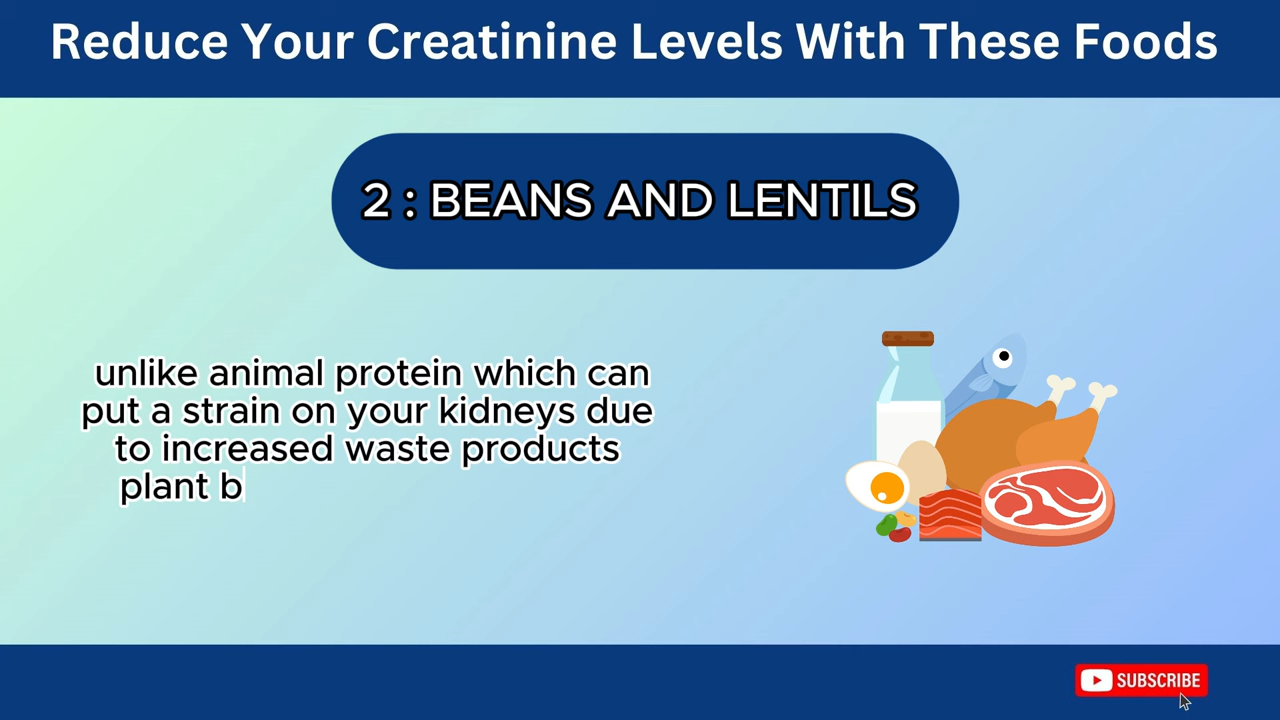 Reduce Your Creatinine Levels With These Foods
2 : BEANS AND LENTILS
unlike animal protein which can
put a strain on your kidneys due
to increased waste products
plant b
SUBSCRIBE